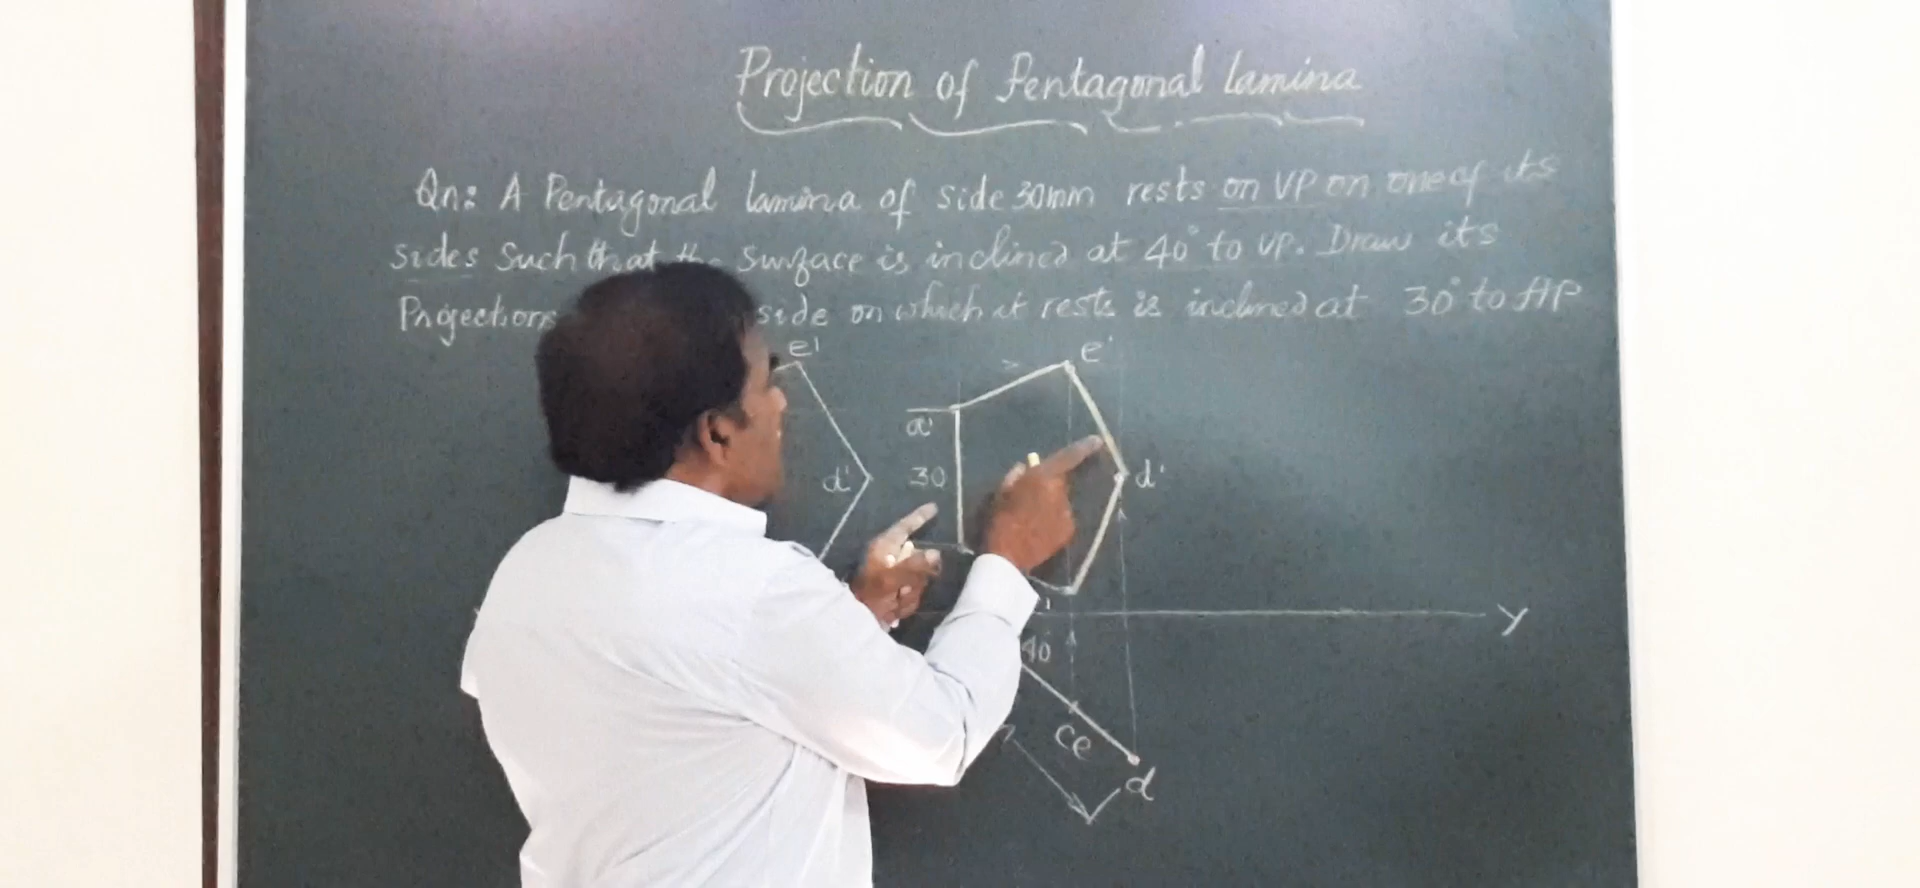 Projection of Pentagonal Lamina
Qn: A Pentagonal lamina of side 30mm rests on VP on one of its
sides Such that the Surface is inclined at 40° to VP. Draw its
Projections side on which it rests is inclined at 30° to HP
e' e'
a'
d' 30 d'
Y
40°
ce
d